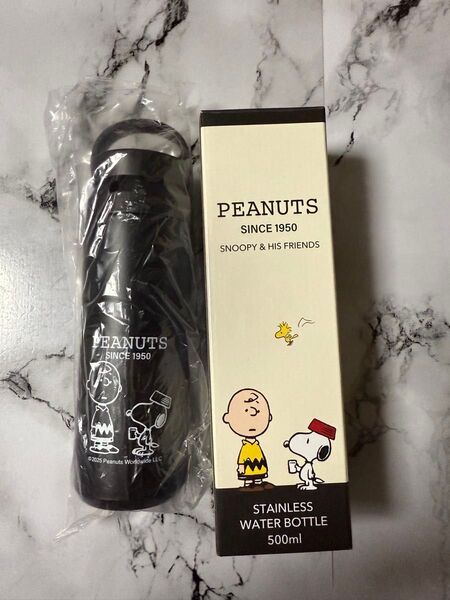 PEANUTS
SINCE 1950
©2025 Peanuts Worldwide LLC
PEANUTS
SINCE 1950
SNOOPY & HIS FRIENDS
STAINLESS
WATER BOTTLE
500ml